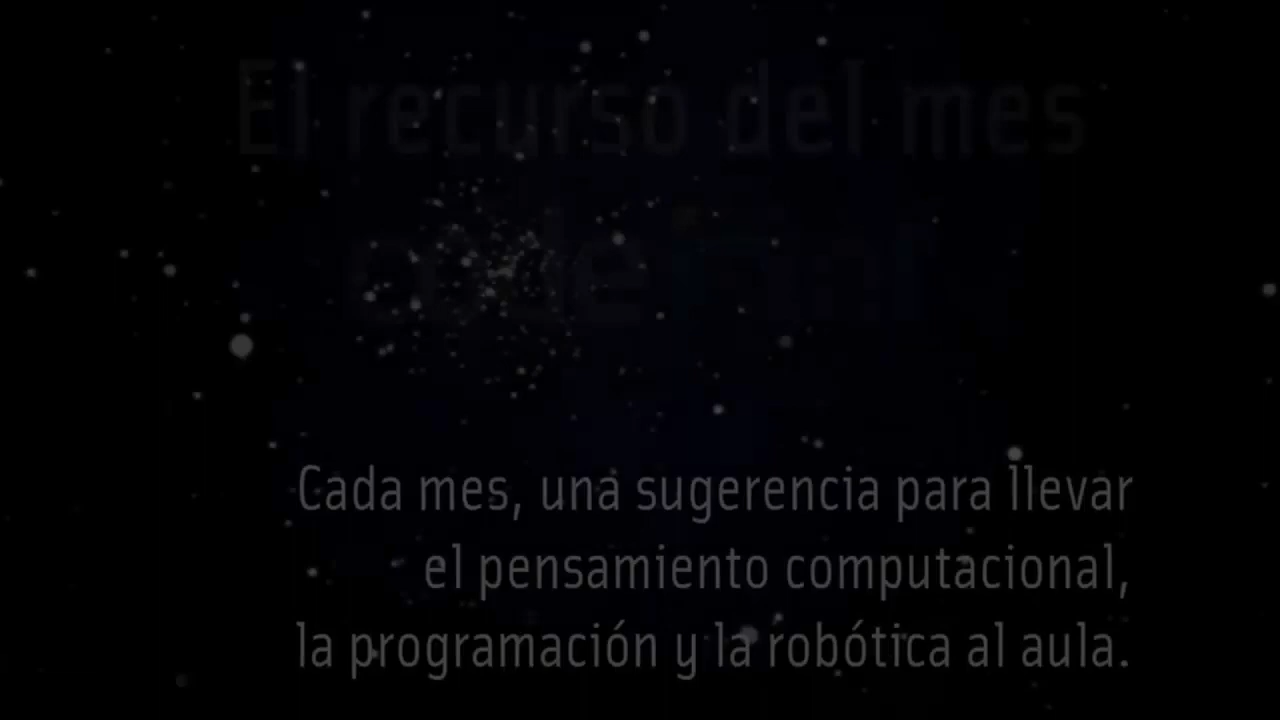 El recurso del mes
code
Cada mes, una sugerencia para llevar
el pensamiento computacional,
la programación y la robótica al aula.